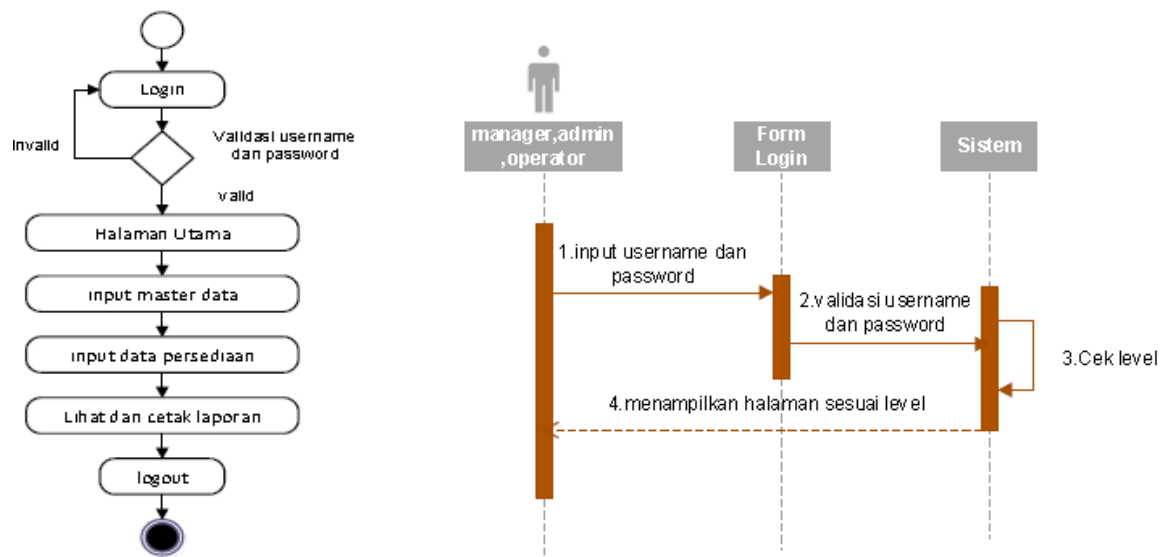 Login
Invalid
Validasi username
dan password
valid
Halaman Utama
Input master data
Input data persediaan
Lihat dan cetak laporan
logout
manager,admin
,operator
Form
Login
Sistem
1.input username dan
password
2.validasi username
dan password
3.Cek level
4.menampilkan halaman sesuai level